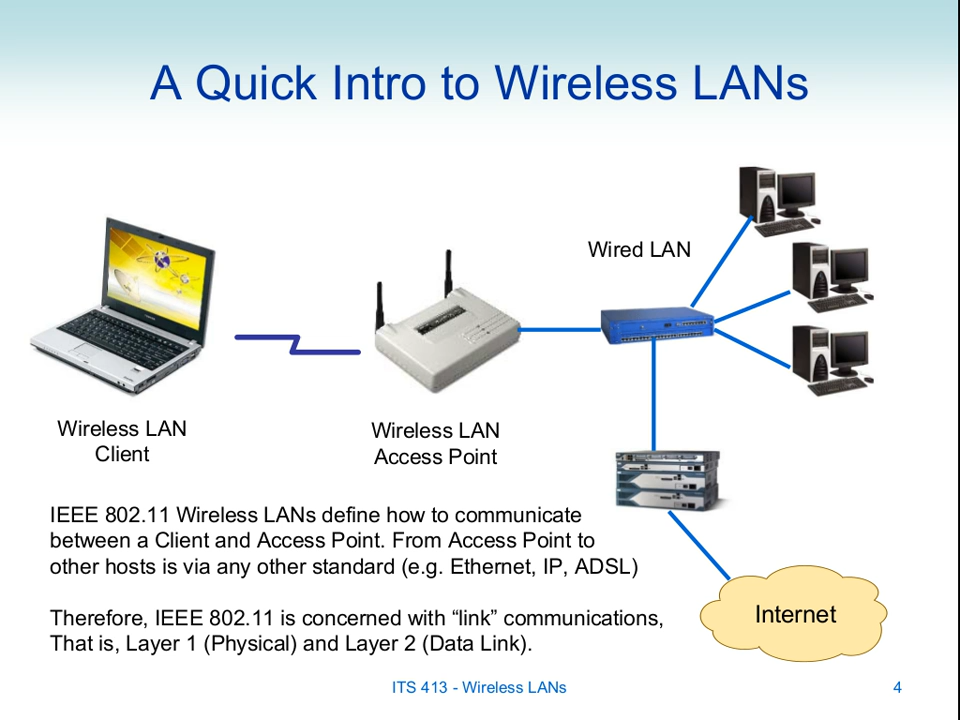 A Quick Intro to Wireless LANs
Wired LAN
Wireless LAN
Client
Wireless LAN
Access Point
IEEE 802.11 Wireless LANs define how to communicate
between a Client and Access Point. From Access Point to
other hosts is via any other standard (e.g. Ethernet, IP, ADSL)
Therefore, IEEE 802.11 is concerned with “link” communications,
That is, Layer 1 (Physical) and Layer 2 (Data Link).
Internet
ITS 413 - Wireless LANs
4